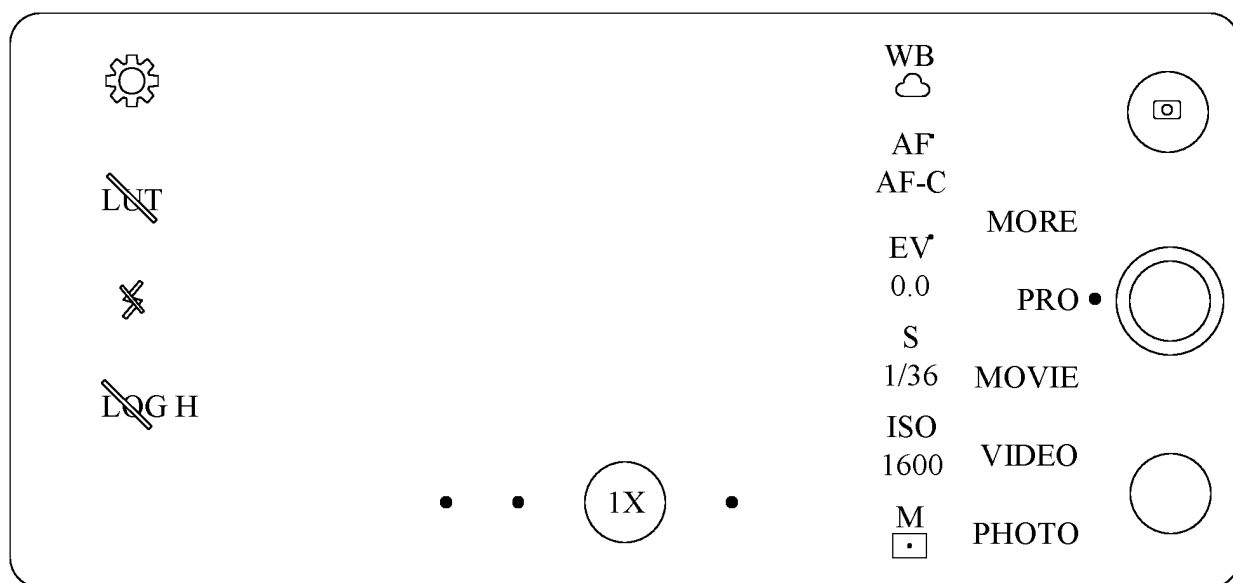 LUT
LOG H
1X
WB
AF
AF-C
EV
0.0
S
1/36
ISO
1600
M
MORE
PRO
MOVIE
VIDEO
PHOTO